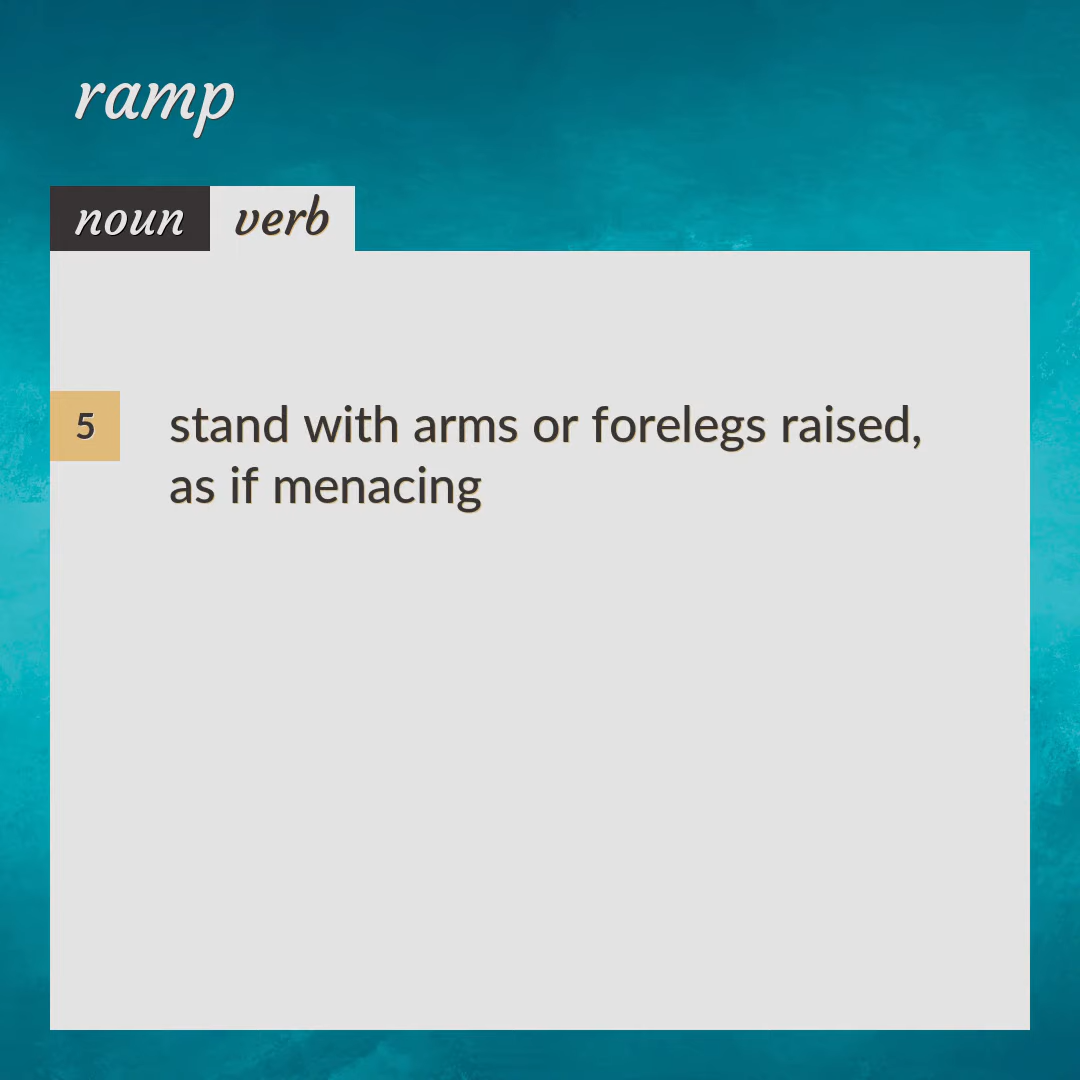 ramp
noun verb
5 stand with arms or forelegs raised,
as if menacing